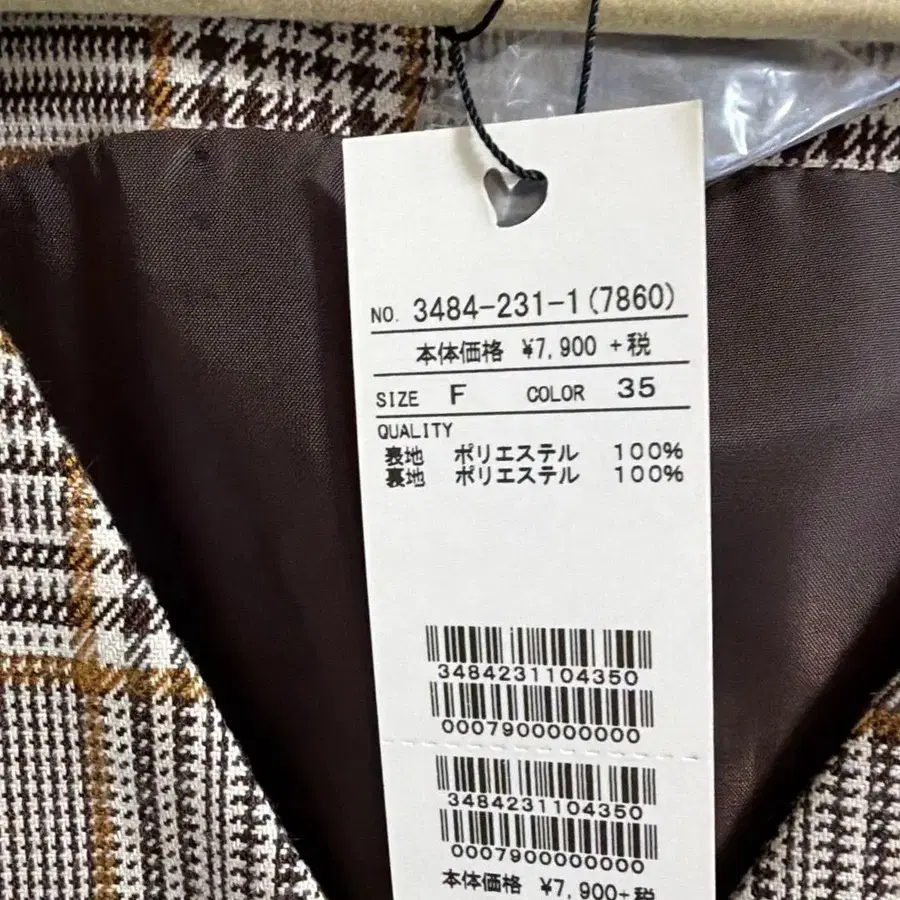 NO. 3484-231-1(7860)
本体価格 ¥7,900 +税
SIZE F COLOR 35
QUALITY
表地 ポリエステル 100%
裏地 ポリエステル 100%
3484231104350
0007900000000
3484231104350
0007900000000
本体価格 ¥7,900+税